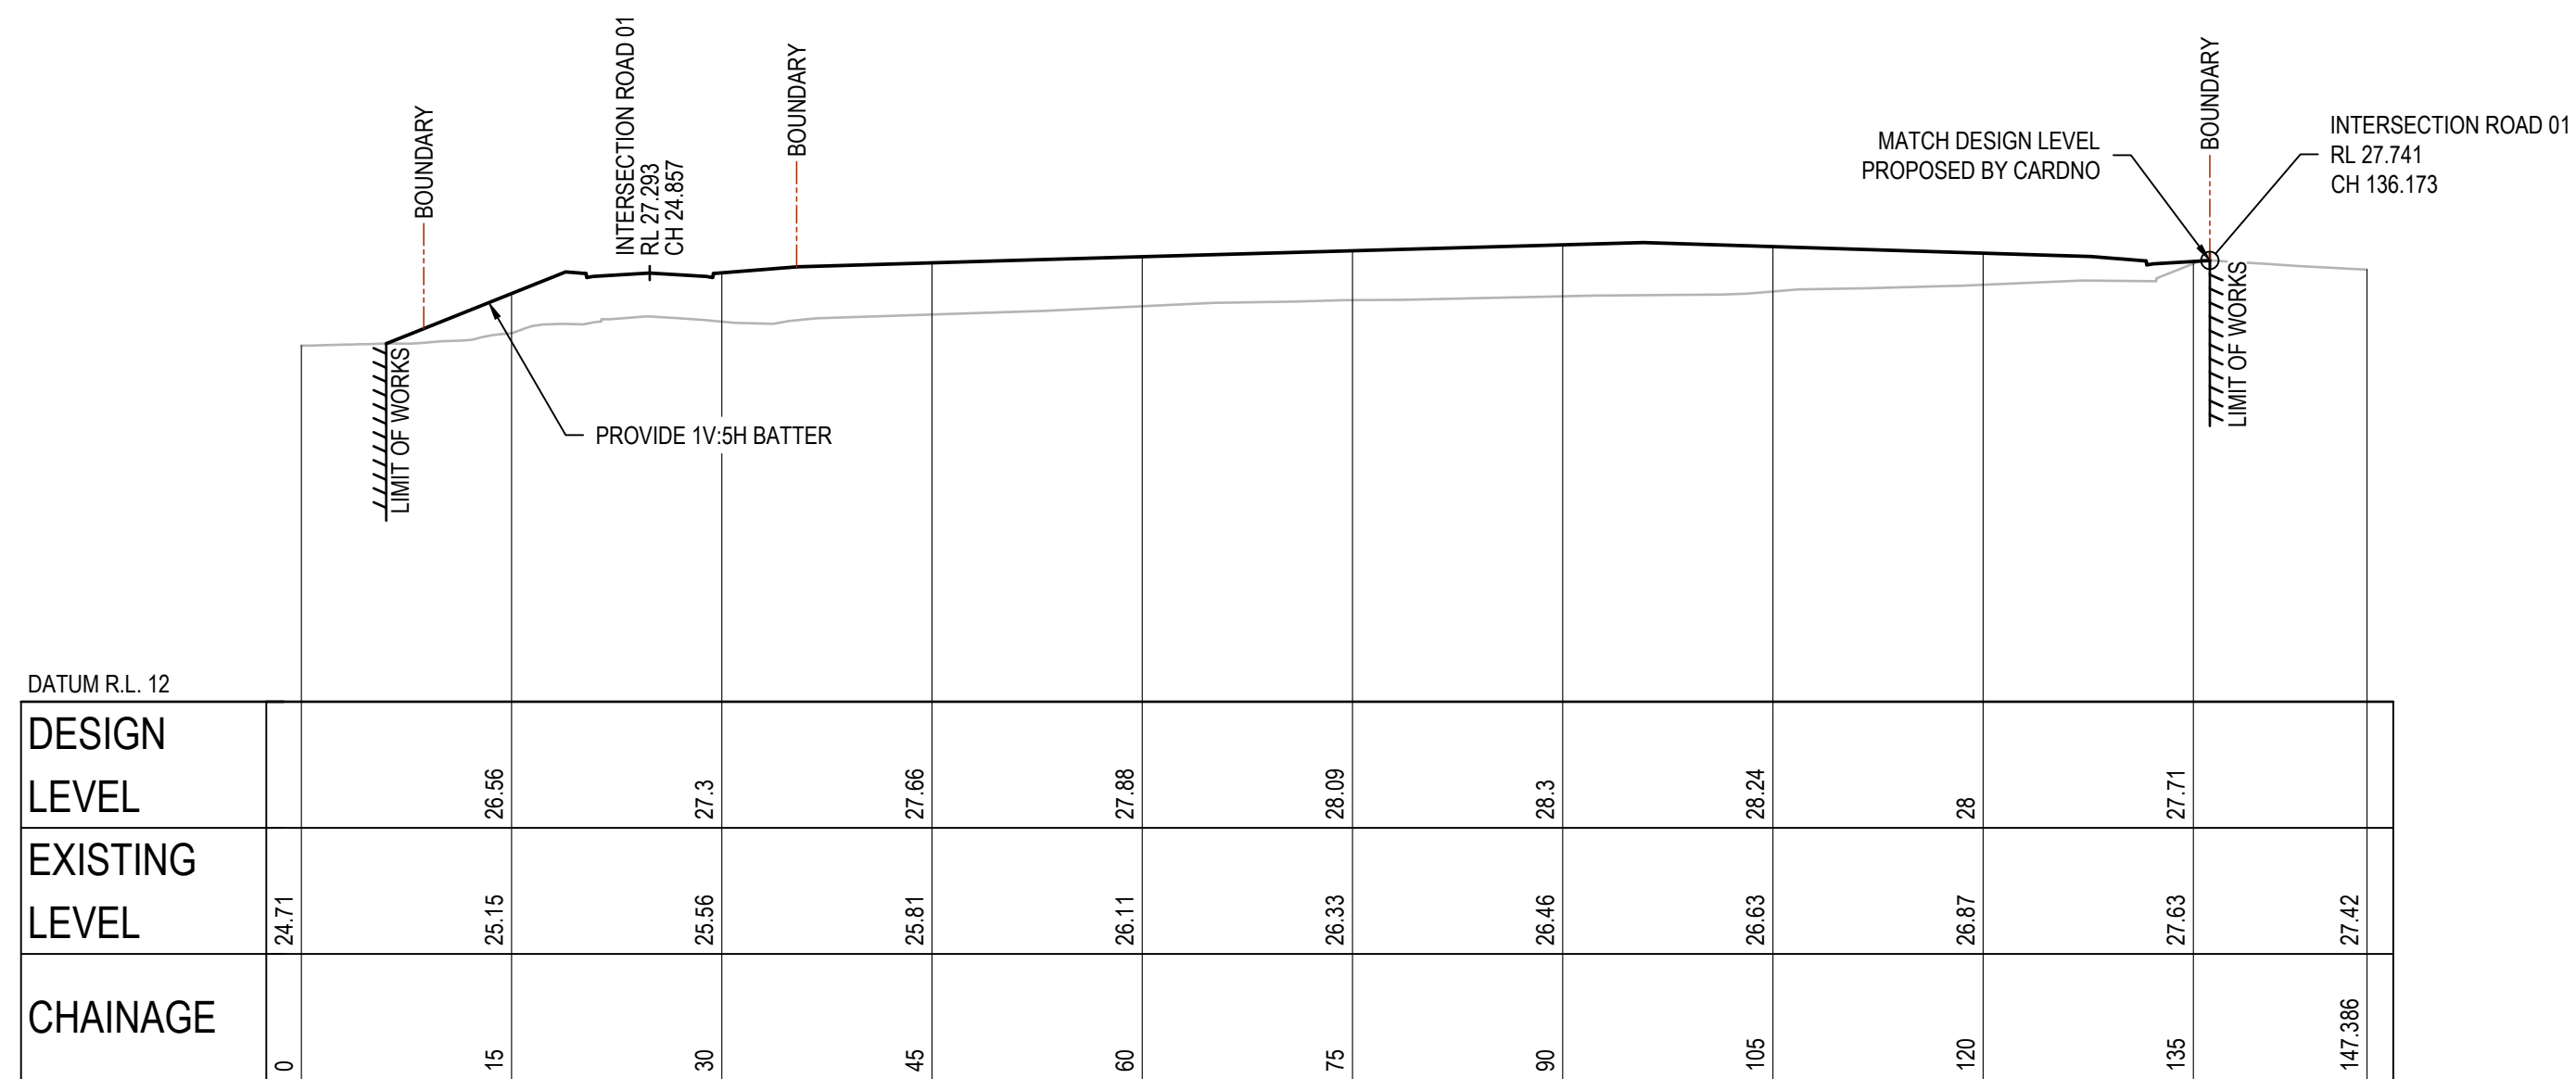 BOUNDARY
INTERSECTION ROAD 01
RL 27.293
CH 24.857
BOUNDARY
MATCH DESIGN LEVEL
PROPOSED BY CARDNO
BOUNDARY
INTERSECTION ROAD 01
RL 27.741
CH 136.173
LIMIT OF WORKS
PROVIDE 1V:5H BATTER
LIMIT OF WORKS
DATUM R.L. 12
DESIGN
LEVEL
26.56
27.3
27.66
27.88
28.09
28.3
28.24
28
27.71
EXISTING
LEVEL
24.71
25.15
25.56
25.81
26.11
26.33
26.46
26.63
26.87
27.63
27.42
CHAINAGE
0
15
30
45
60
75
90
105
120
135
147.386